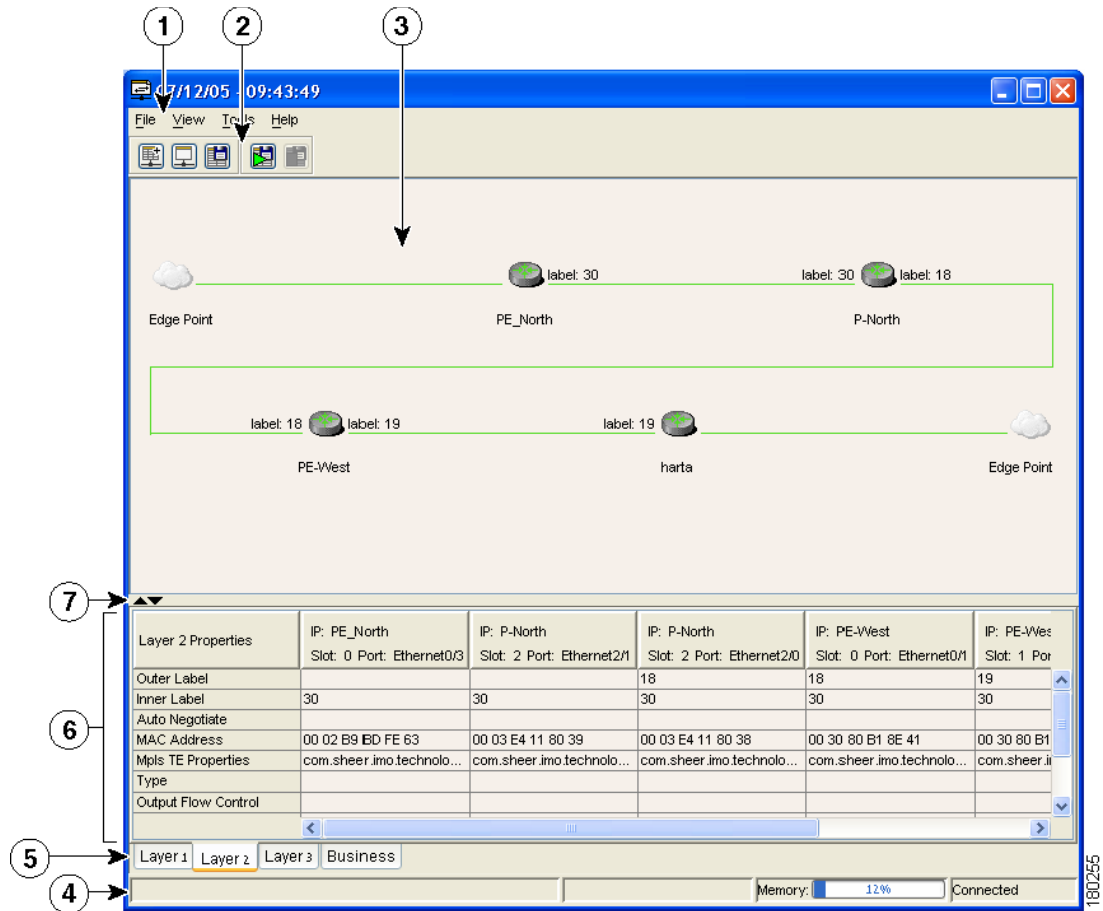 1 2 3
07/12/05 - 09:43:49
File View Tools Help
label: 30 label: 30 label: 18
Edge Point PE_North P-North
label: 18 label: 19 label: 19
PE-West harta Edge Point
7
Layer 2 Properties
IP: PE_North IP: P-North IP: P-North IP: PE-West IP: PE-Wes
Slot: 0 Port: Ethernet0/3 Slot: 2 Port: Ethernet2/1 Slot: 2 Port: Ethernet2/0 Slot: 0 Port: Ethernet0/1 Slot: 1 Por
Outer Label 18 18 19
Inner Label 30 30 30 30 30
Auto Negotiate
6
MAC Address 00 02 B9 BD FE 63 00 03 E4 11 80 39 00 03 E4 11 80 38 00 30 80 B1 8E 41 00 30 80 B1
Mpls TE Properties com.sheer.imo.technolo... com.sheer.imo.technolo... com.sheer.imo.technolo... com.sheer.imo.technolo... com.sheer.i
Type
Output Flow Control
5
Layer 1 Layer 2 Layer 3 Business
4
Memory: 12% Connected
180255